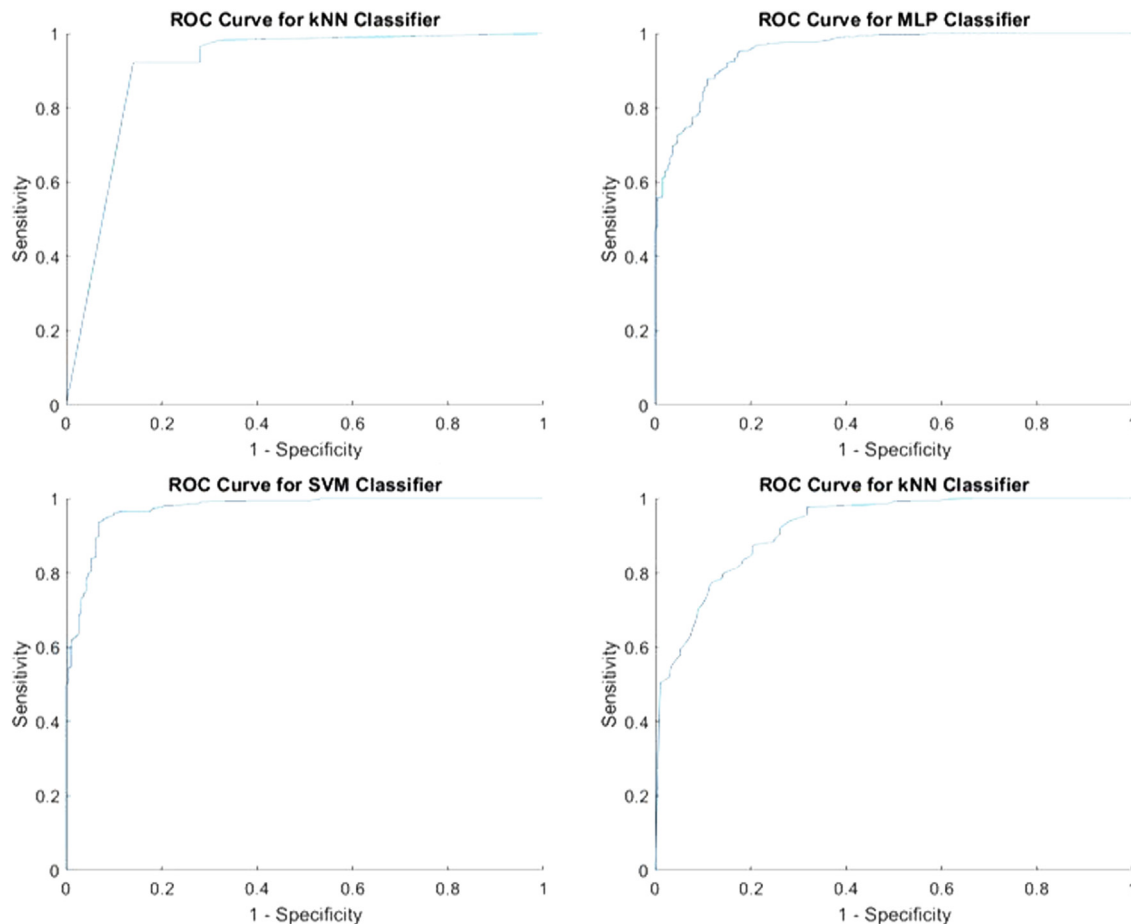 ROC Curve for kNN Classifier
1
0.8
0.6
0.4
0.2
0
Sensitivity
0 0.2 0.4 0.6 0.8 1
1 - Specificity
ROC Curve for MLP Classifier
1
0.8
0.6
0.4
0.2
0
Sensitivity
0 0.2 0.4 0.6 0.8 1
1 - Specificity
ROC Curve for SVM Classifier
1
0.8
0.6
0.4
0.2
0
Sensitivity
0 0.2 0.4 0.6 0.8 1
1 - Specificity
ROC Curve for kNN Classifier
1
0.8
0.6
0.4
0.2
0
Sensitivity
0 0.2 0.4 0.6 0.8 1
1 - Specificity